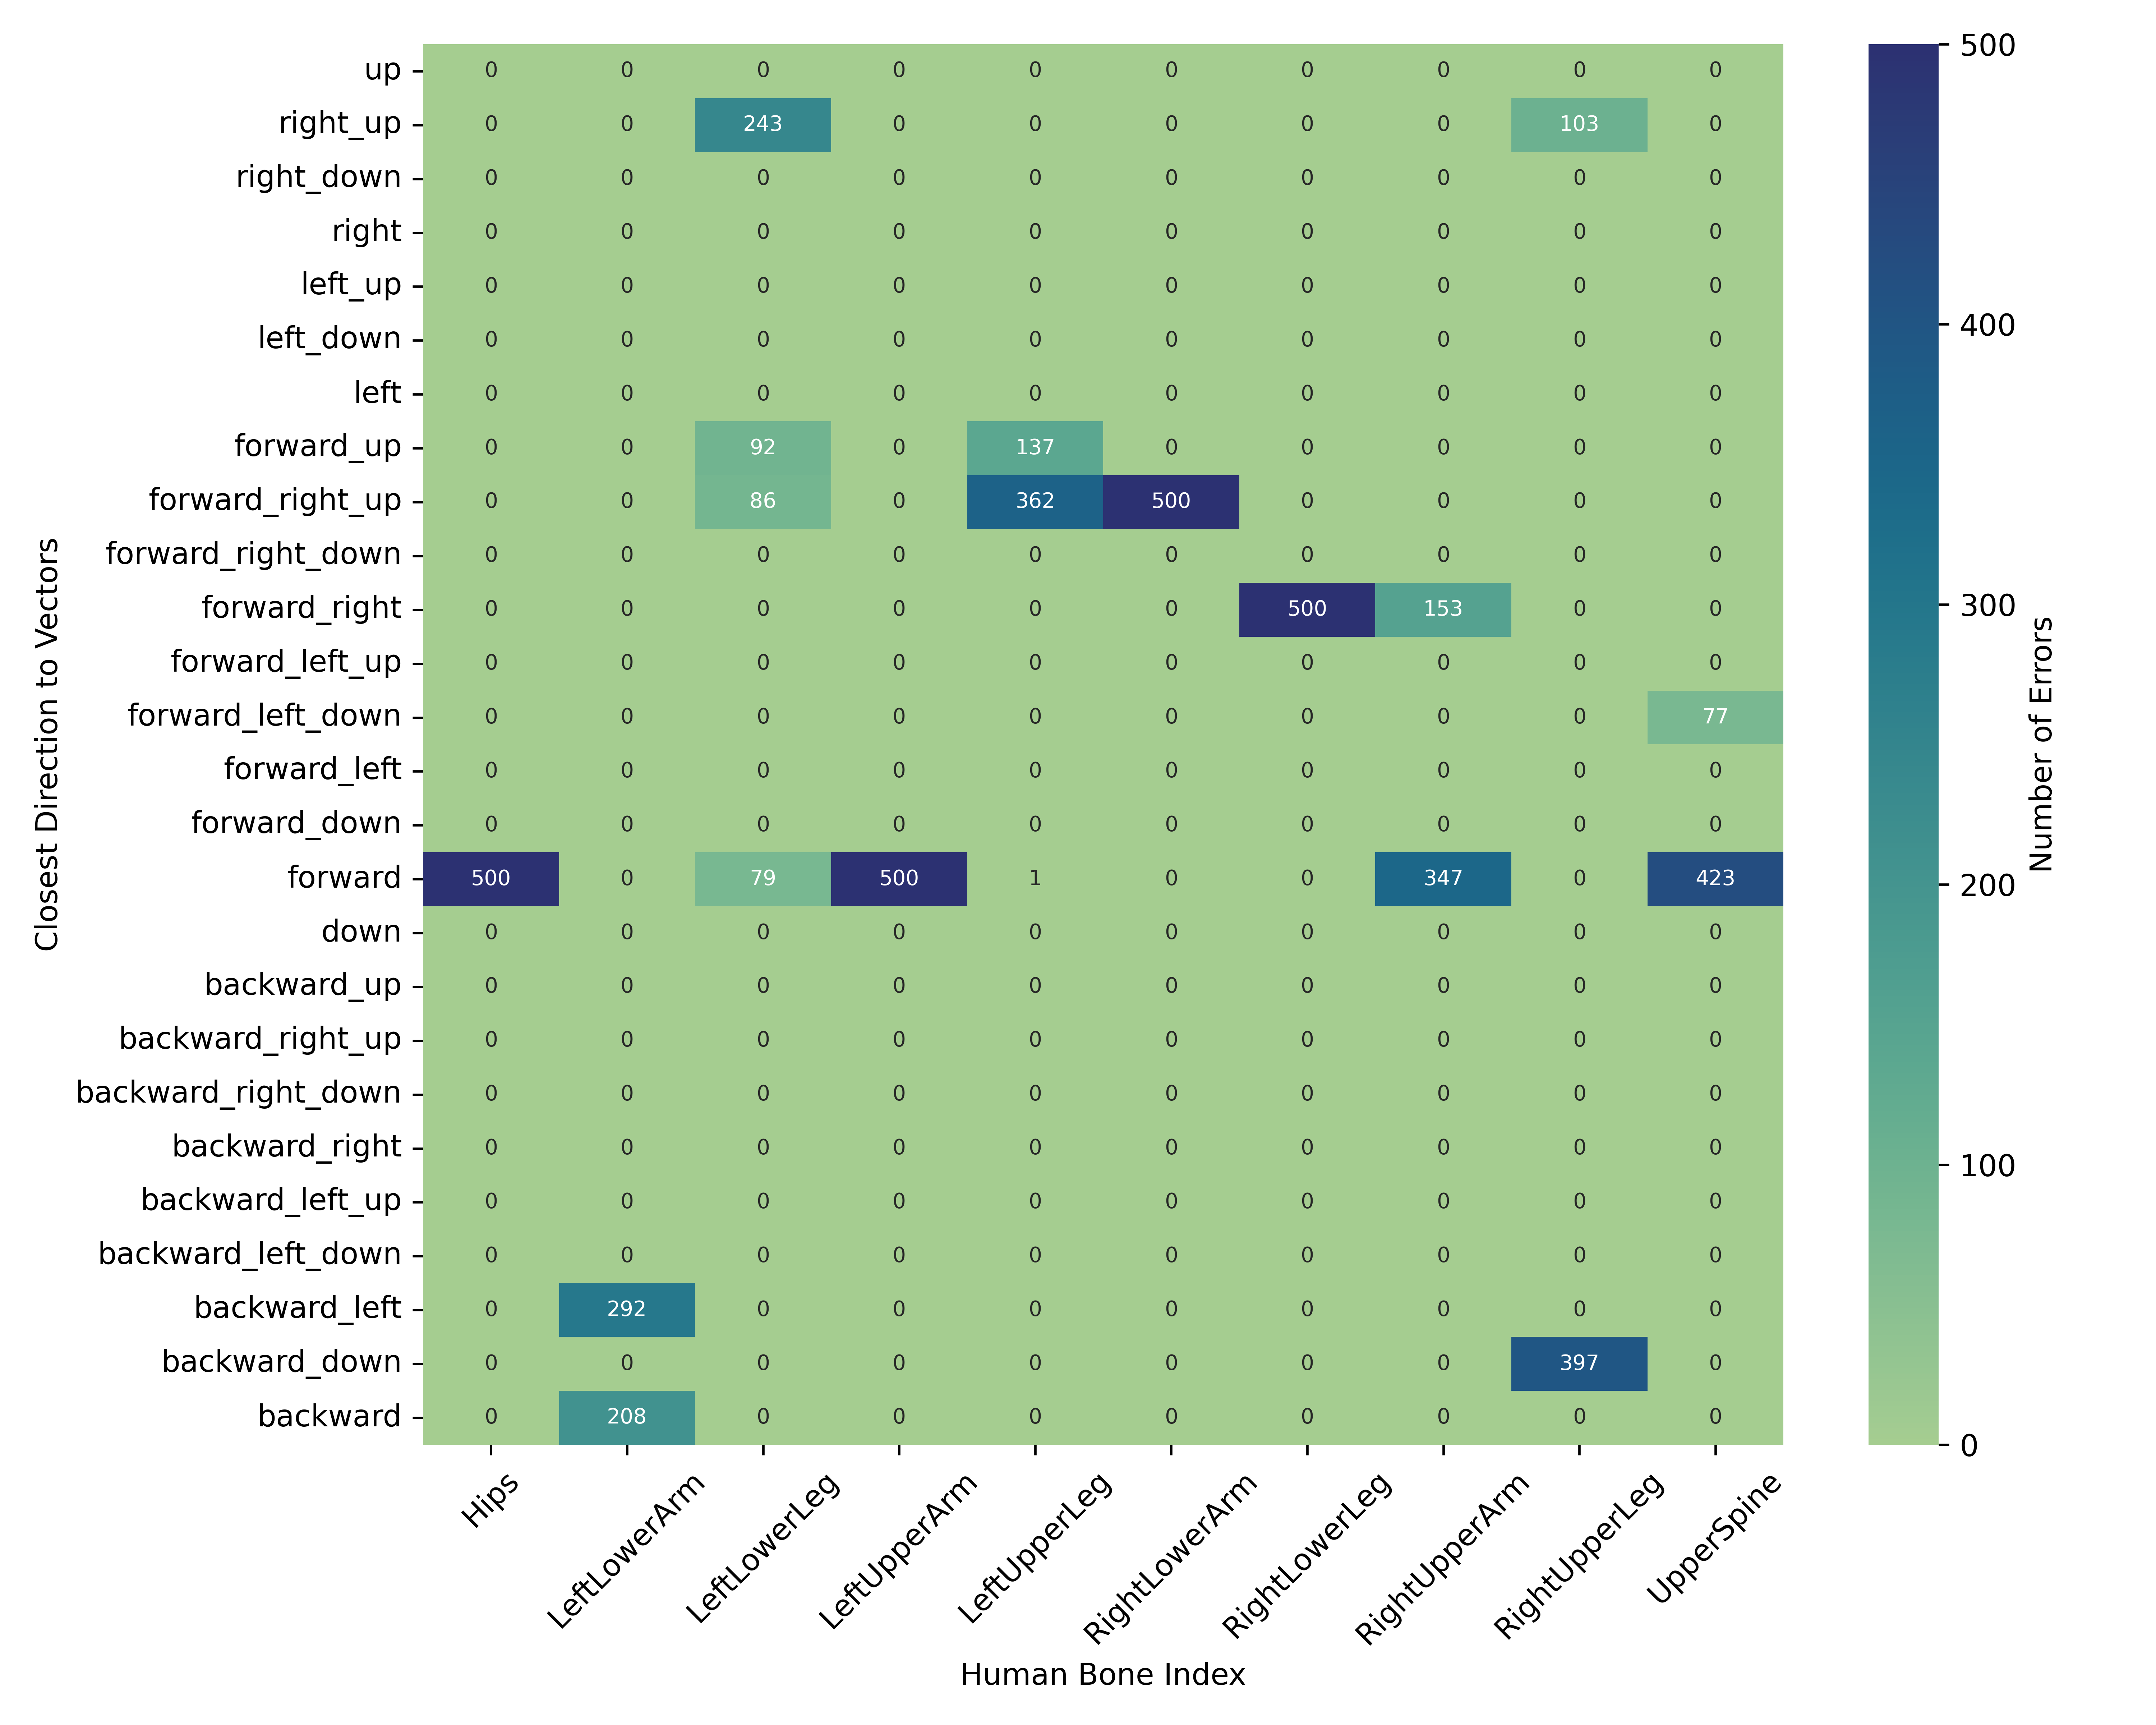 up 0 0 0 0 0 0 0 0 0 0
right_up 0 0 243 0 0 0 0 0 103 0
right_down 0 0 0 0 0 0 0 0 0 0
right 0 0 0 0 0 0 0 0 0 0
left_up 0 0 0 0 0 0 0 0 0 0
left_down 0 0 0 0 0 0 0 0 0 0
left 0 0 0 0 0 0 0 0 0 0
forward_up 0 0 92 0 137 0 0 0 0 0
forward_right_up 0 0 86 0 362 500 0 0 0 0
forward_right_down 0 0 0 0 0 0 0 0 0 0
forward_right 0 0 0 0 0 0 500 153 0 0
forward_left_up 0 0 0 0 0 0 0 0 0 0
forward_left_down 0 0 0 0 0 0 0 0 0 77
forward_left 0 0 0 0 0 0 0 0 0 0
forward_down 0 0 0 0 0 0 0 0 0 0
forward 500 0 79 500 1 0 0 347 0 423
down 0 0 0 0 0 0 0 0 0 0
backward_up 0 0 0 0 0 0 0 0 0 0
backward_right_up 0 0 0 0 0 0 0 0 0 0
backward_right_down 0 0 0 0 0 0 0 0 0 0
backward_right 0 0 0 0 0 0 0 0 0 0
backward_left_up 0 0 0 0 0 0 0 0 0 0
backward_left_down 0 0 0 0 0 0 0 0 0 0
backward_left 0 292 0 0 0 0 0 0 0 0
backward_down 0 0 0 0 0 0 0 0 397 0
backward 0 208 0 0 0 0 0 0 0 0
Hips LeftLowerArm LeftLowerLeg LeftUpperArm LeftUpperLeg RightLowerArm RightLowerLeg RightUpperArm RightUpperLeg UpperSpine
Human Bone Index
Closest Direction to Vectors
500
400
300
200
100
0
Number of Errors